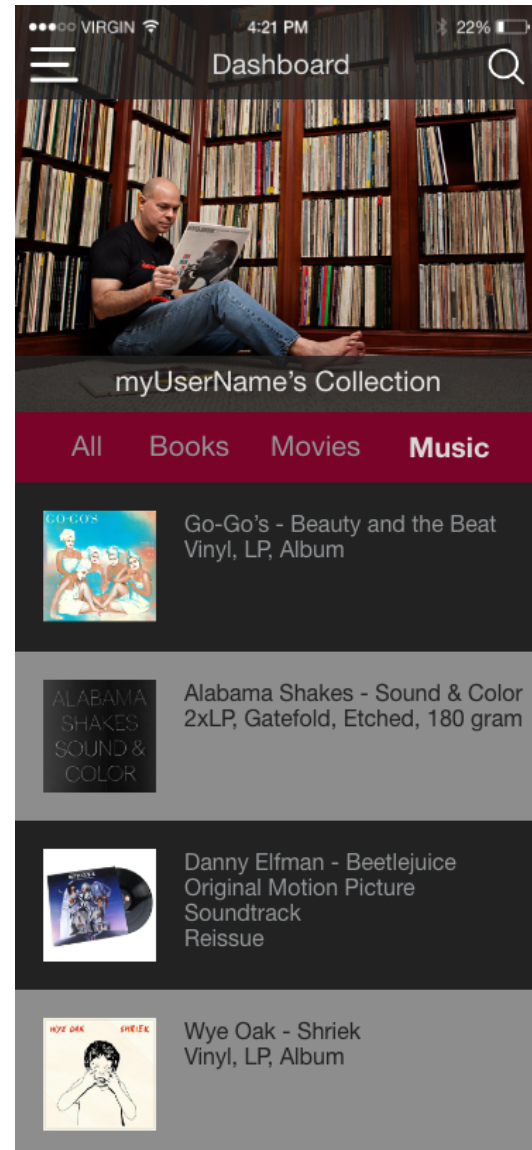 VIRGIN 4:21 PM 22%
Dashboard
myUserName's Collection
All Books Movies Music
GO-GO'S
Go-Go's - Beauty and the Beat
Vinyl, LP, Album
ALABAMA
SHAKES
SOUND &
COLOR
Alabama Shakes - Sound & Color
2xLP, Gatefold, Etched, 180 gram
Danny Elfman - Beetlejuice
Original Motion Picture
Soundtrack
Reissue
WYE OAK SHRIEK
Wye Oak - Shriek
Vinyl, LP, Album